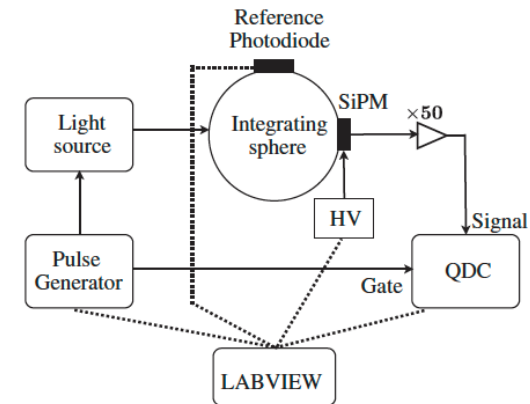 Reference
Photodiode
SiPM
×50
Light
source
Integrating
sphere
HV
Signal
Pulse
Generator
Gate
QDC
LABVIEW